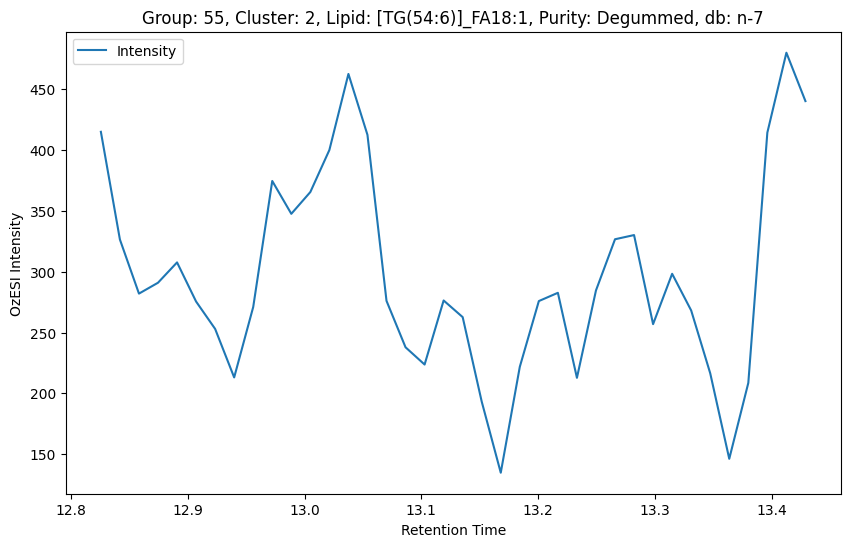 Group: 55, Cluster: 2, Lipid: [TG(54:6)]_FA18:1, Purity: Degummed, db: n-7
Intensity
OzESI Intensity
450
400
350
300
250
200
150
12.8 12.9 13.0 13.1 13.2 13.3 13.4
Retention Time